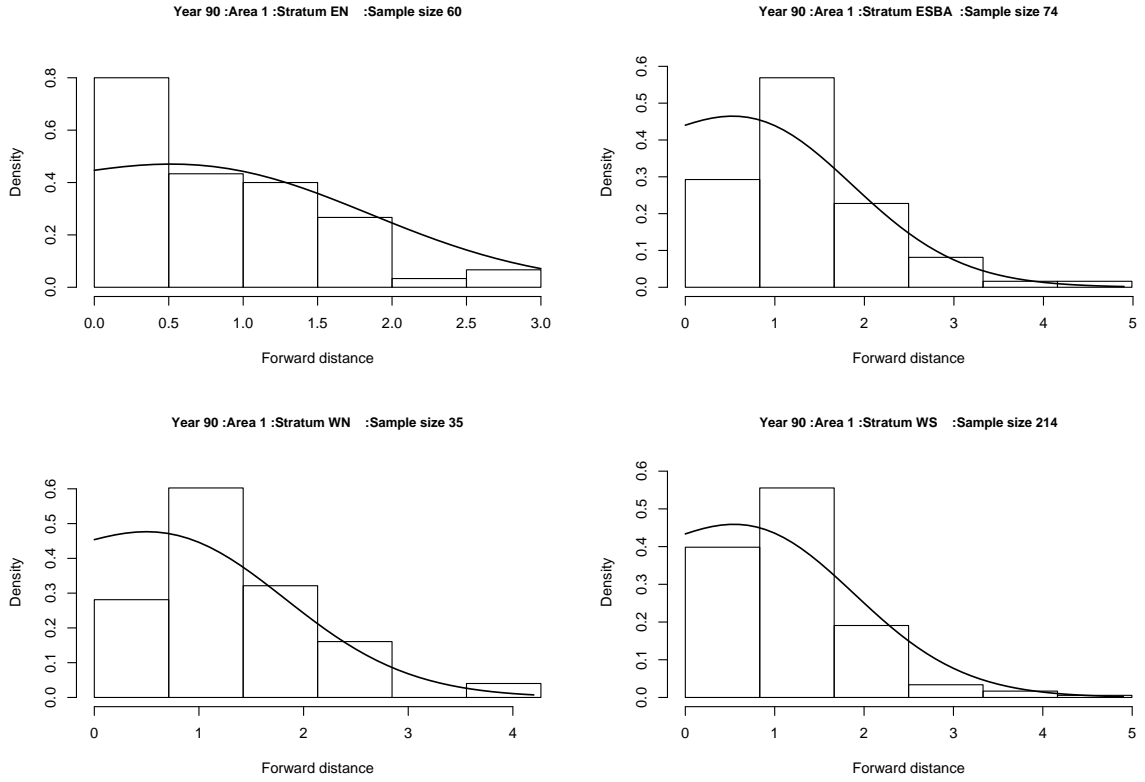 Year 90 :Area 1 :Stratum EN :Sample size 60
Density
0.0 0.2 0.4 0.6 0.8
0.0 0.5 1.0 1.5 2.0 2.5 3.0
Forward distance
Year 90 :Area 1 :Stratum ESBA :Sample size 74
Density
0.0 0.1 0.2 0.3 0.4 0.5 0.6
0 1 2 3 4 5
Forward distance
Year 90 :Area 1 :Stratum WN :Sample size 35
Density
0.0 0.1 0.2 0.3 0.4 0.5 0.6
0 1 2 3 4
Forward distance
Year 90 :Area 1 :Stratum WS :Sample size 214
Density
0.0 0.1 0.2 0.3 0.4 0.5 0.6
0 1 2 3 4 5
Forward distance